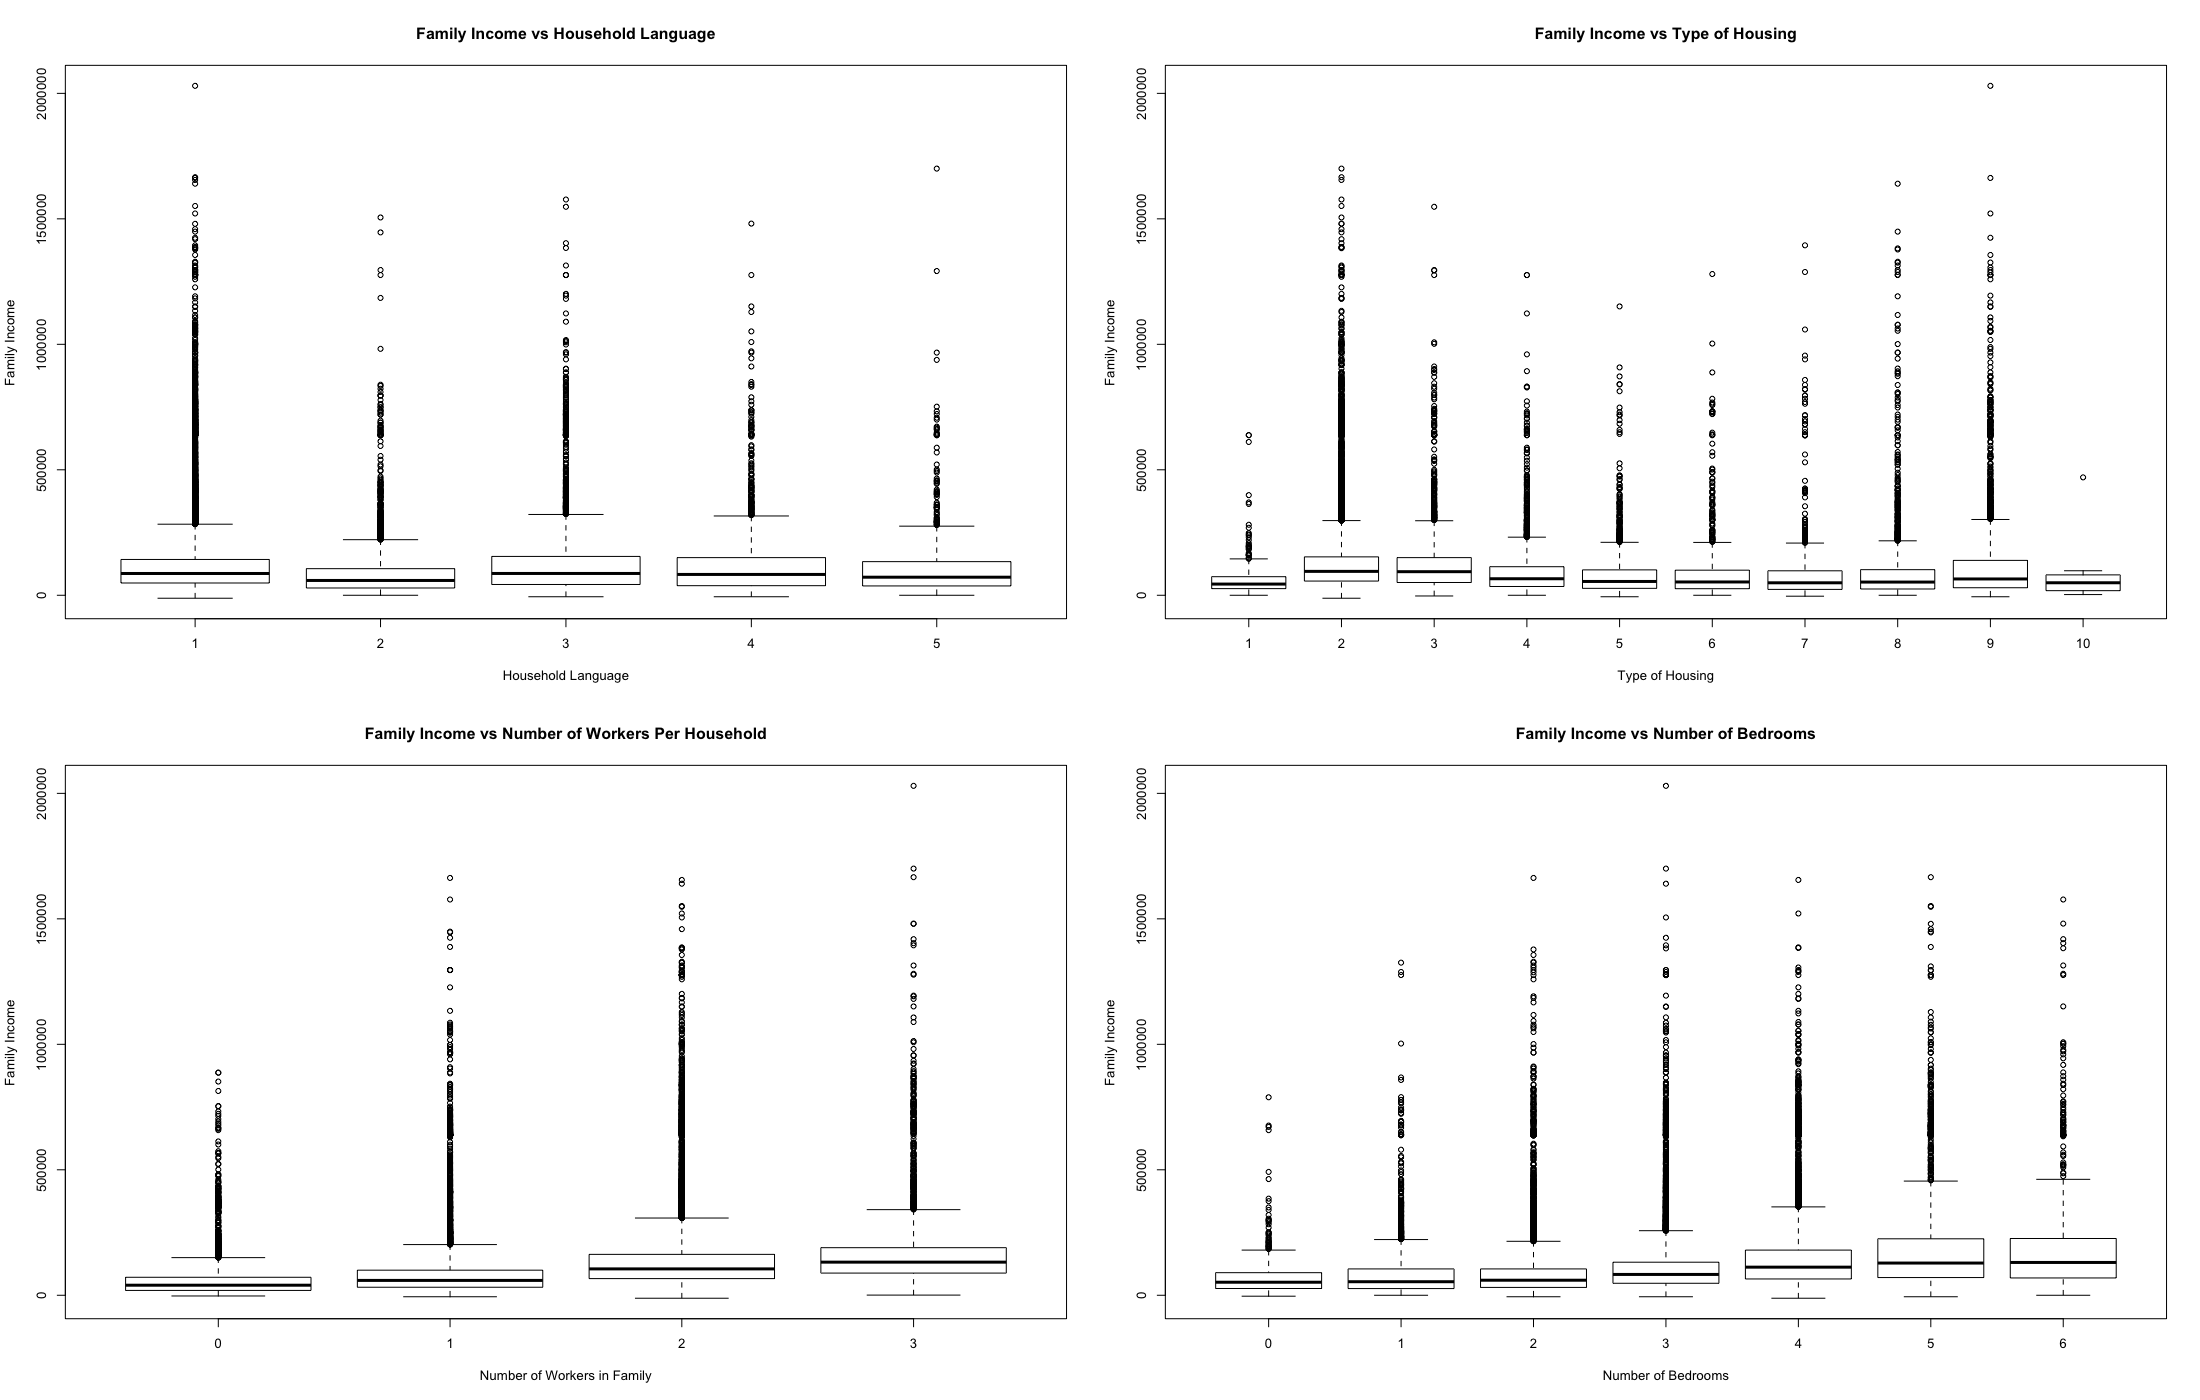 Family Income vs Household Language
Family Income
0
500000
1000000
1500000
2000000
1 2 3 4 5
Household Language
Family Income vs Type of Housing
Family Income
0
500000
1000000
1500000
2000000
1 2 3 4 5 6 7 8 9 10
Type of Housing
Family Income vs Number of Workers Per Household
Family Income
0
500000
1000000
1500000
2000000
0 1 2 3
Number of Workers in Family
Family Income vs Number of Bedrooms
Family Income
0
500000
1000000
1500000
2000000
0 1 2 3 4 5 6
Number of Bedrooms